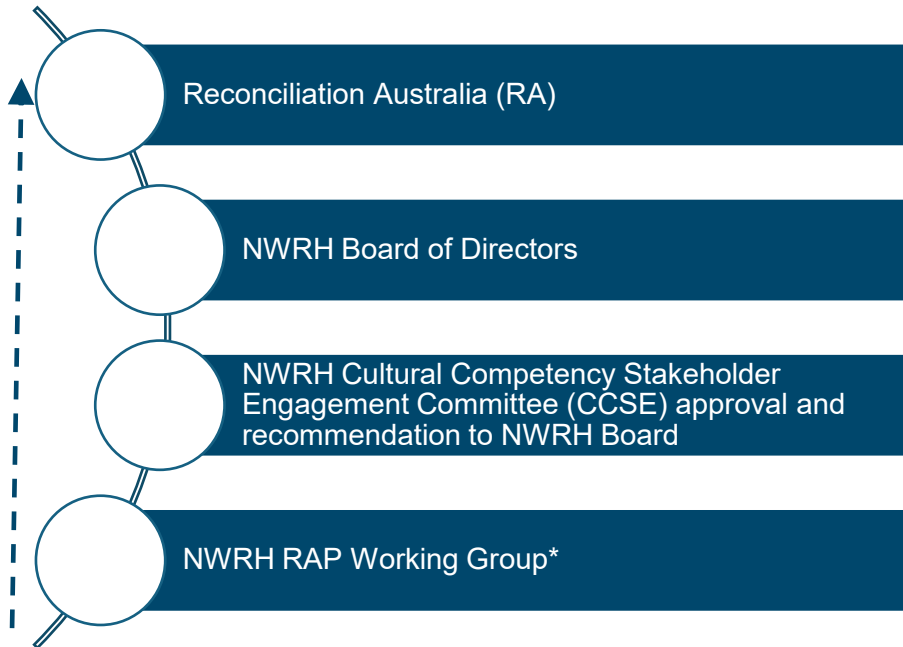 Reconciliation Australia (RA)
NWRH Board of Directors
NWRH Cultural Competency Stakeholder
Engagement Committee (CCSE) approval and
recommendation to NWRH Board
NWRH RAP Working Group*